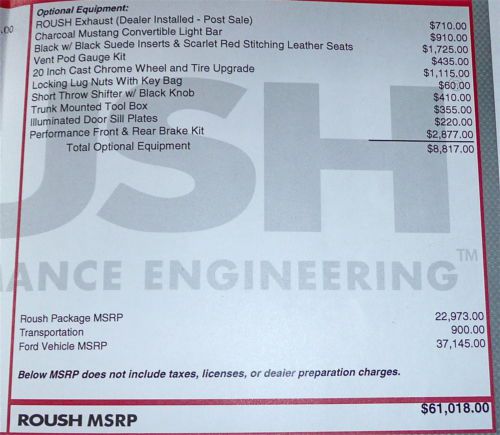 .00
Optional Equipment:
ROUSH Exhaust (Dealer Installed - Post Sale) $710.00
Charcoal Mustang Convertible Light Bar $910.00
Black w/ Black Suede Inserts & Scarlet Red Stitching Leather Seats $1,725.00
Vent Pod Gauge Kit $435.00
20 Inch Cast Chrome Wheel and Tire Upgrade $1,115.00
Locking Lug Nuts With Key Bag $60.00
Short Throw Shifter w/ Black Knob $410.00
Trunk Mounted Tool Box $355.00
Illuminated Door Sill Plates $220.00
Performance Front & Rear Brake Kit $2,877.00
Total Optional Equipment $8,817.00
USH
MANCE ENGINEERING™
Roush Package MSRP 22,973.00
Transportation 900.00
Ford Vehicle MSRP 37,145.00
Below MSRP does not include taxes, licenses, or dealer preparation charges.
ROUSH MSRP $61,018.00